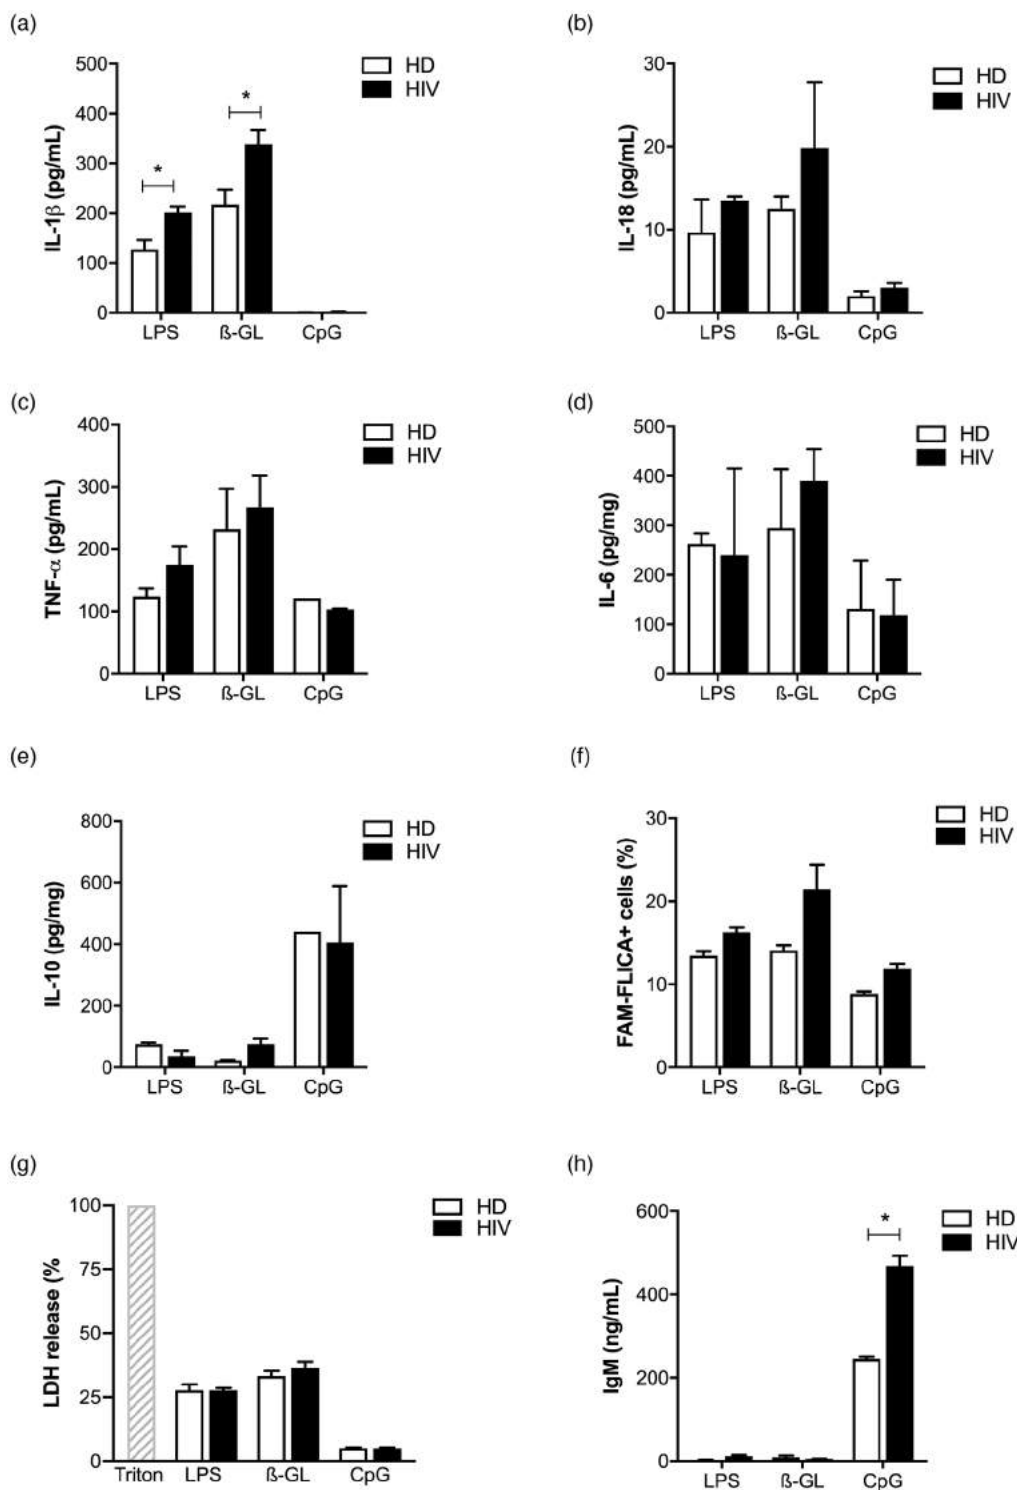 (a)
500
400
300
200
100
0
IL-1β (pg/mL)
*
*
LPS ß-GL CpG
HD
HIV
(b)
30
20
10
0
IL-18 (pg/mL)
LPS ß-GL CpG
HD
HIV
(c)
400
300
200
100
0
TNF-α (pg/mL)
LPS ß-GL CpG
HD
HIV
(d)
500
400
300
200
100
0
IL-6 (pg/mg)
LPS ß-GL CpG
HD
HIV
(e)
800
600
400
200
0
IL-10 (pg/mg)
LPS ß-GL CpG
HD
HIV
(f)
30
20
10
0
FAM-FLICA+ cells (%)
LPS ß-GL CpG
HD
HIV
(g)
100
75
50
25
0
LDH release (%
Triton LPS ß-GL CpG
HD
HIV
(h)
600
400
200
0
IgM (ng/mL)
*
LPS ß-GL CpG
HD
HIV